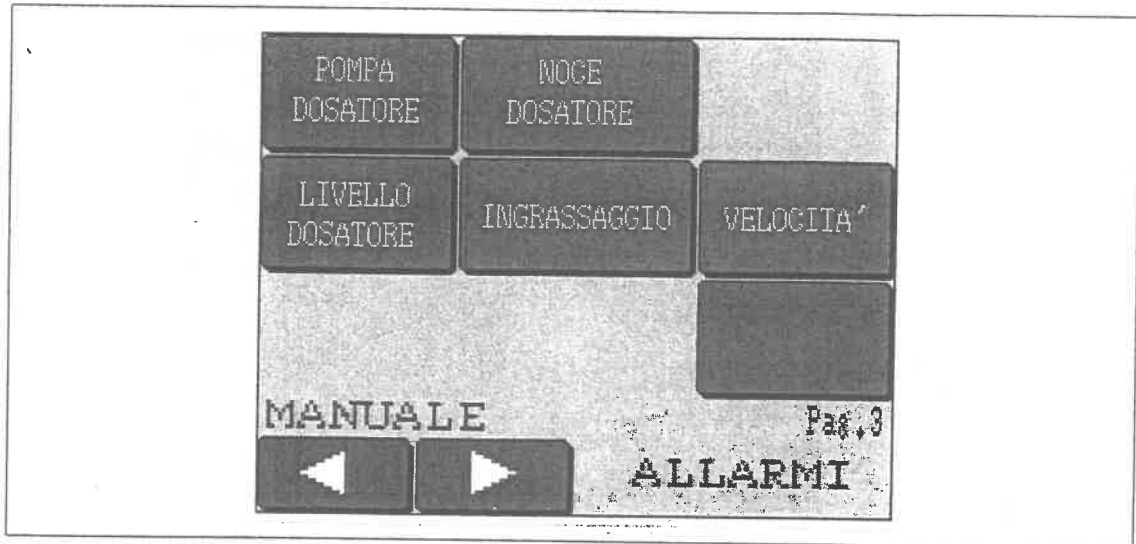 POMPA
DOSATORE
NOCE
DOSATORE
LIVELLO
DOSATORE
INGRASSAGGIO
VELOCITA'
MANUALE
Pag.3
ALLARMI